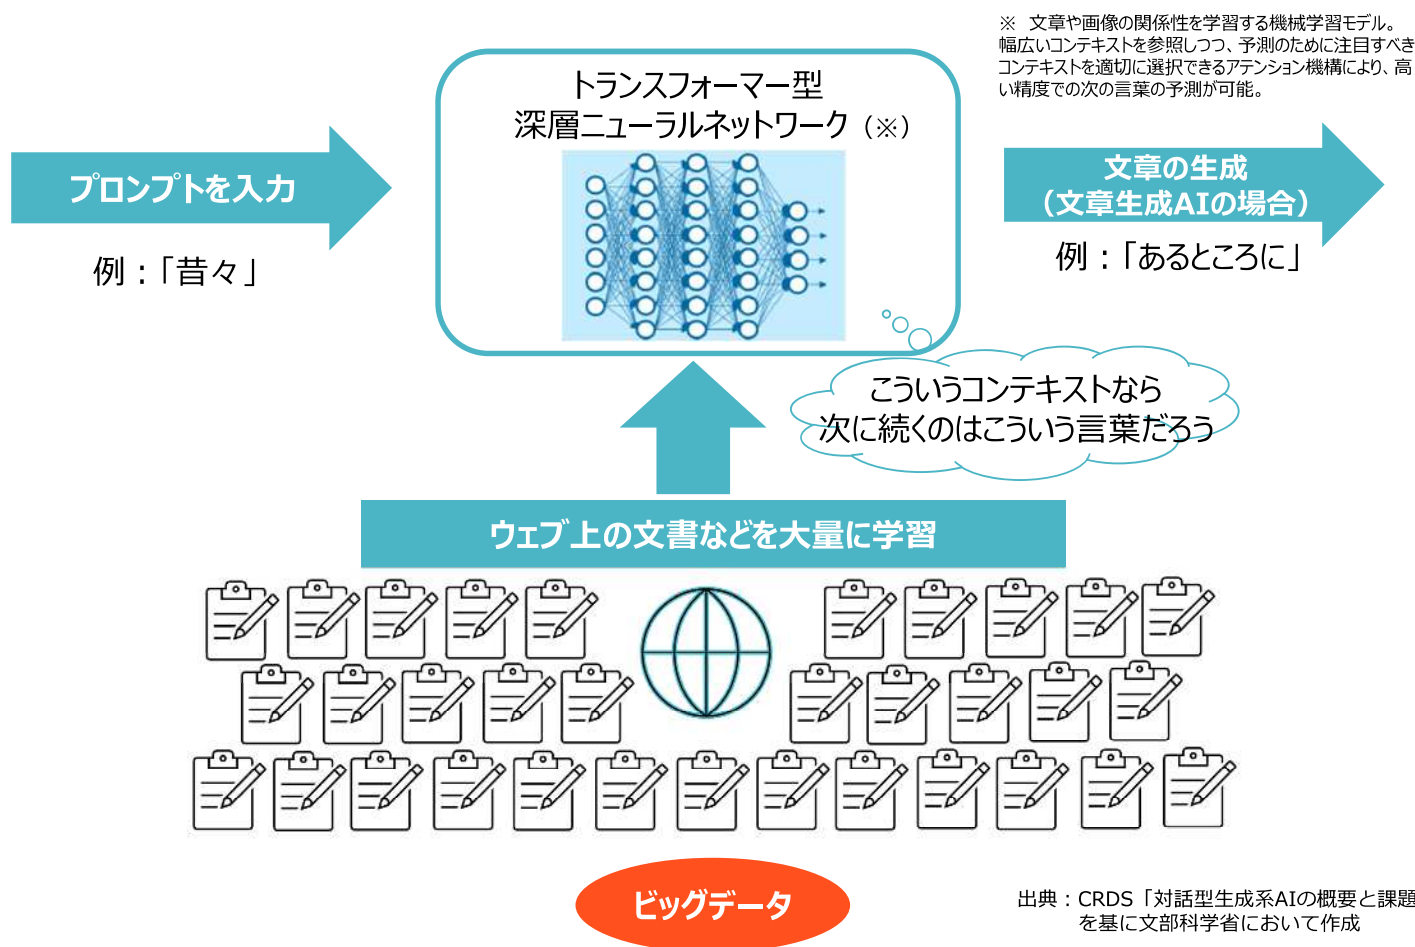 ※　文章や画像の関係性を学習する機械学習モデル。
幅広いコンテキストを参照しつつ、予測のために注目すべき
コンテキストを適切に選択できるアテンション機構により、高
い精度での次の言葉の予測が可能。
トランスフォーマー型
深層ニューラルネットワーク（※）
プロンプトを入力
例：「昔々」
文章の生成
（文章生成AIの場合）
例：「あるところに」
こういうコンテキストなら
次に続くのはこういう言葉だろう
ウェブ上の文書などを大量に学習
ビッグデータ
出典：CRDS「対話型生成系AIの概要と課題
を基に文部科学省において作成